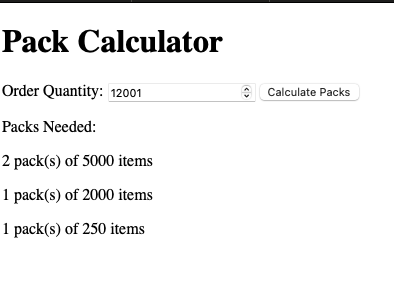 Pack Calculator
Order Quantity: 12001 Calculate Packs
Packs Needed:
2 pack(s) of 5000 items
1 pack(s) of 2000 items
1 pack(s) of 250 items